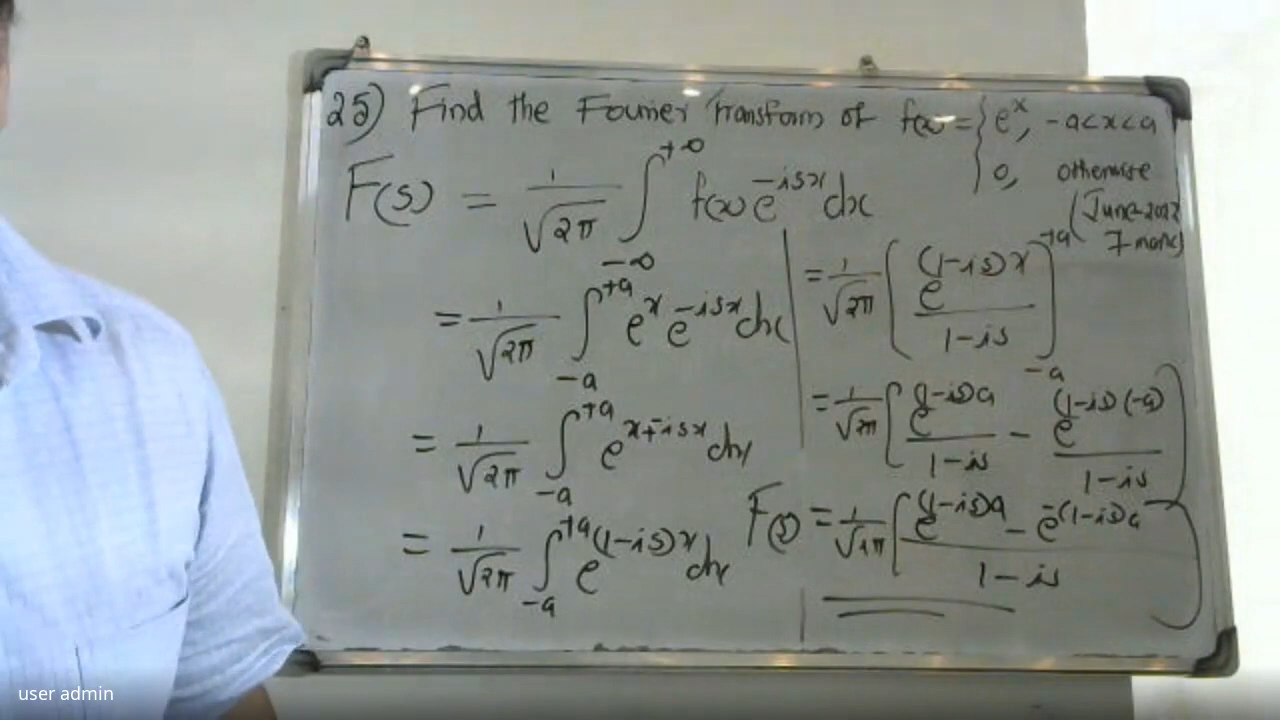 25) Find the Fourier Transform of f(x) = { e^x, -a<x<a
{ 0, otherwise
(June-2022
7 marks)
F(s) = 1/√2π ∫_{-∞}^{+∞} f(x) e^{-isx} dx
= 1/√2π ∫_{-a}^{+a} e^x e^{-isx} dx
= 1/√2π ∫_{-a}^{+a} e^{x+-isx} dx
= 1/√2π ∫_{-a}^{+a} e^{(1-is)x} dx
= 1/√2π [ e^{(1-is)x} / 1-is ]_{-a}^{+a}
= 1/√2π [ e^{(1-is)a} / 1-is - e^{(1-is)(-a)} / 1-is ]
F(s) = 1/√2π [ e^{(1-is)a} - e^{-(1-is)a} / 1-is ]
user admin